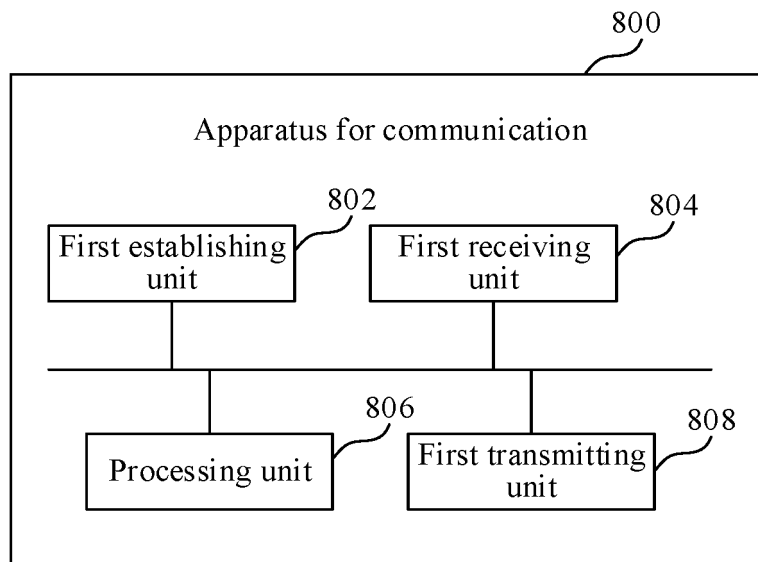 800
Apparatus for communication
802
804
First establishing
unit
First receiving
unit
806
808
Processing unit
First transmitting
unit